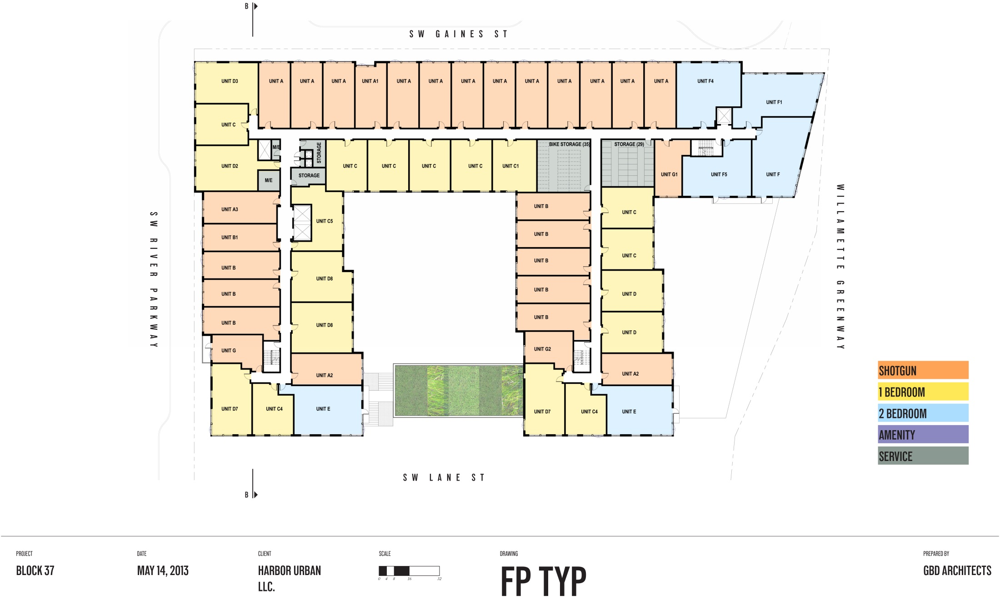 B
SW GAINES ST
UNIT D3
UNIT A
UNIT A
UNIT A
UNIT A1
UNIT A
UNIT A
UNIT A
UNIT A
UNIT A
UNIT A
UNIT A
UNIT A
UNIT A
UNIT F4
UNIT F1
UNIT C
M/E
STORAGE
BIKE STORAGE (35)
STORAGE (29)
UNIT D2
UNIT C
UNIT C
UNIT C
UNIT C
UNIT C1
STORAGE
M/E
UNIT G1
UNIT F5
UNIT F
UNIT A3
UNIT C5
UNIT B
UNIT C
UNIT B1
UNIT B
UNIT B
UNIT D8
UNIT B
UNIT C
UNIT B
UNIT B
UNIT D
UNIT B
UNIT D8
UNIT B
UNIT D
UNIT G
UNIT G2
UNIT A2
UNIT A2
UNIT D7
UNIT C4
UNIT E
UNIT D7
UNIT C4
UNIT E
SW RIVER PARKWAY
WILLAMETTE GREENWAY
SHOTGUN
1 BEDROOM
2 BEDROOM
AMENITY
SERVICE
SW LANE ST
B
PROJECT
BLOCK 37
DATE
MAY 14, 2013
CLIENT
HARBOR URBAN
LLC.
SCALE
0 4 8 16 32
DRAWING
FP TYP
PREPARED BY
GBD ARCHITECTS